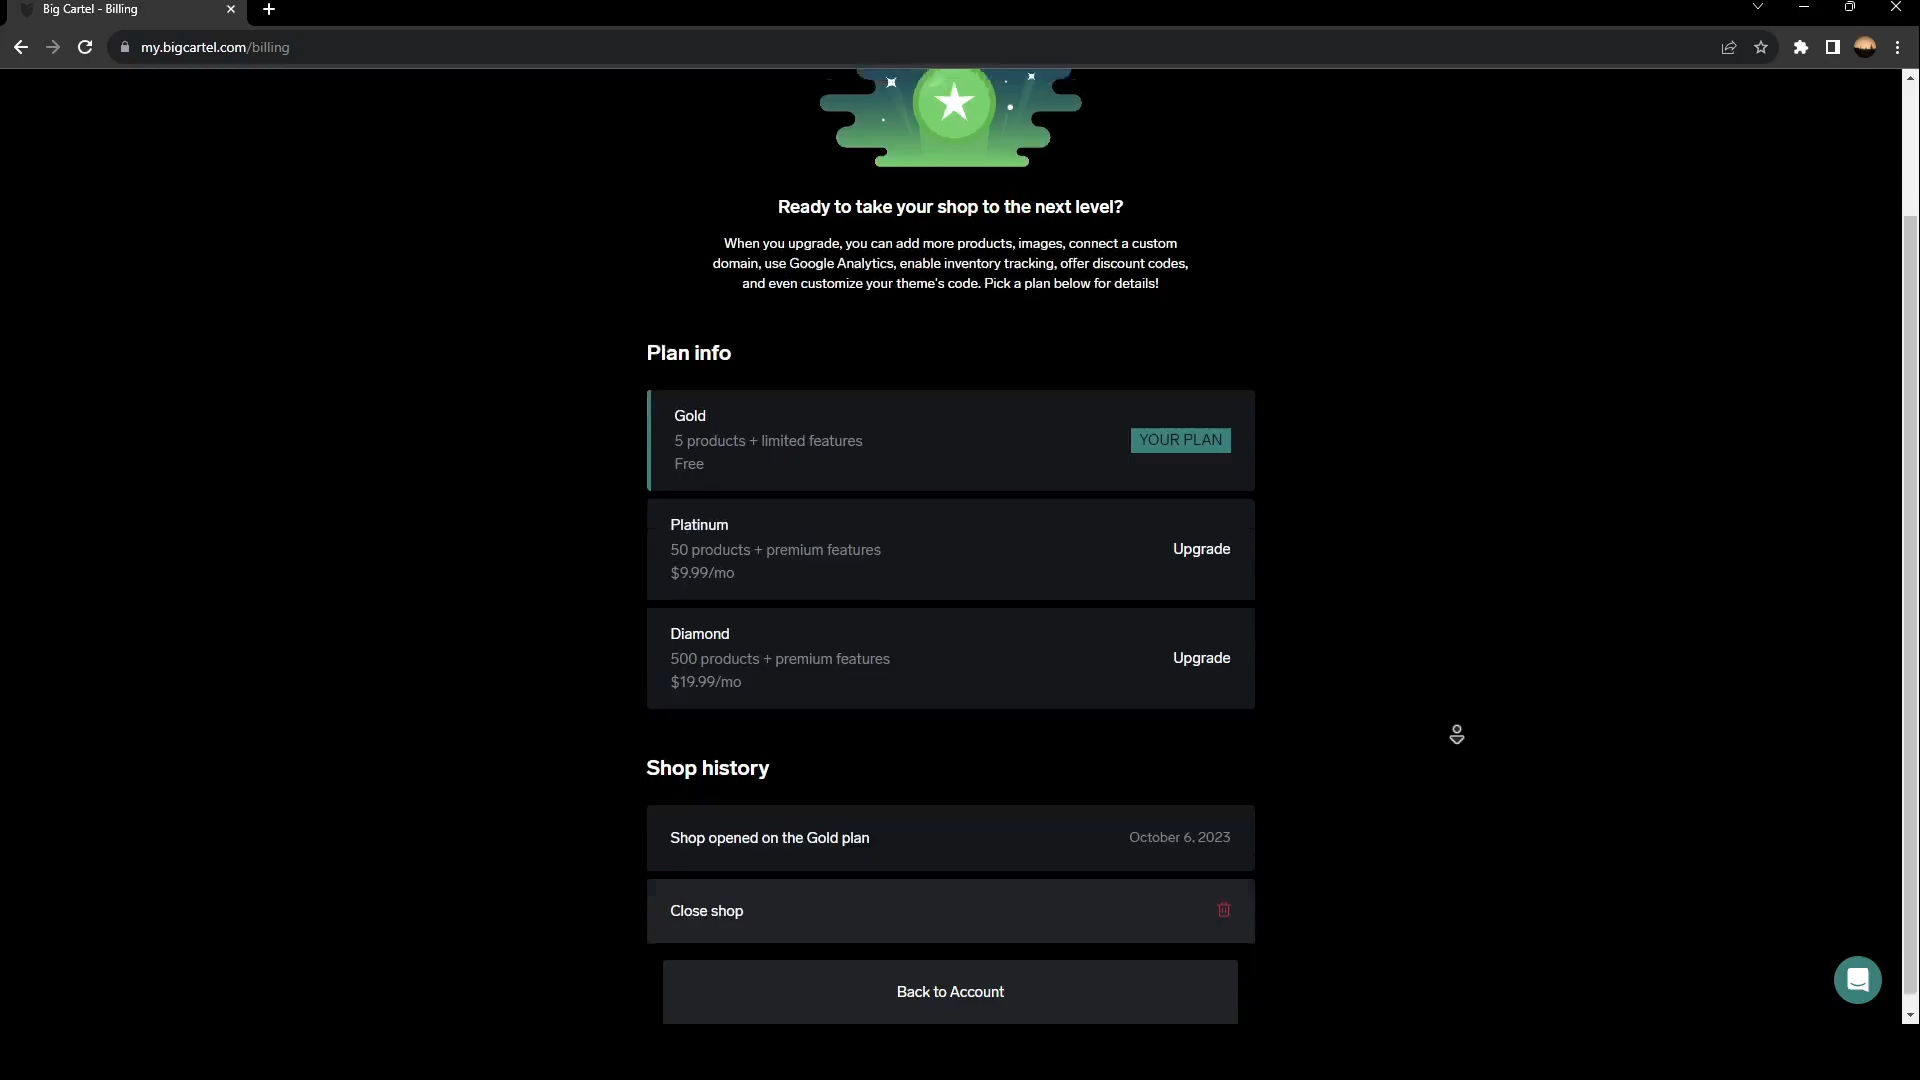 Big Cartel - Billing
my.bigcartel.com/billing
Ready to take your shop to the next level?
When you upgrade, you can add more products, images, connect a custom
domain, use Google Analytics, enable inventory tracking, offer discount codes,
and even customize your theme's code. Pick a plan below for details!
Plan info
Gold
5 products + limited features
Free
YOUR PLAN
Platinum
50 products + premium features
$9.99/mo
Upgrade
Diamond
500 products + premium features
$19.99/mo
Upgrade
Shop history
Shop opened on the Gold plan
October 6, 2023
Close shop
Back to Account